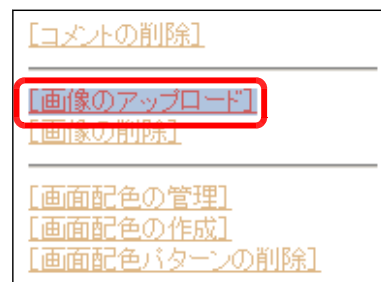 [コメントの削除]
[画像のアップロード]
[画像の削除]
[画面配色の管理]
[画面配色の作成]
[画面配色パターンの削除]